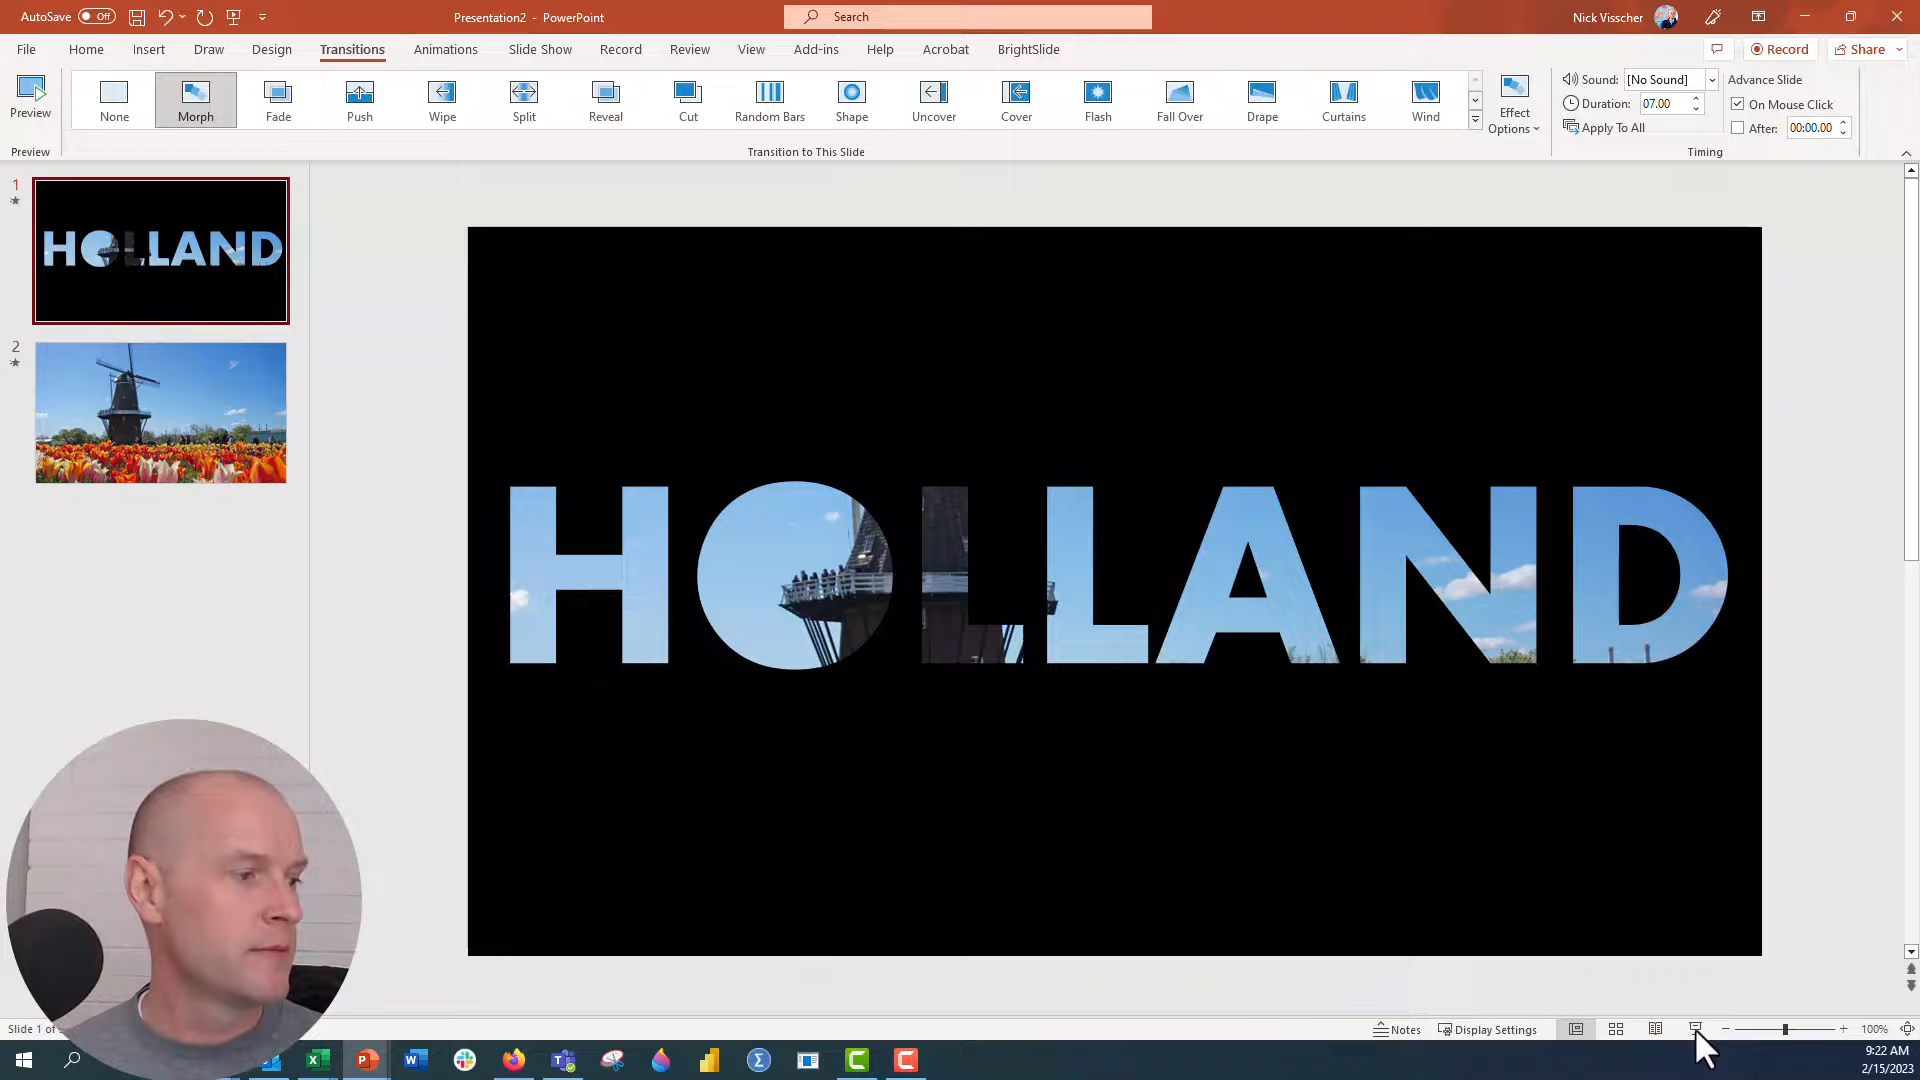 AutoSave Off Presentation2 - PowerPoint Search Nick Visscher
File Home Insert Draw Design Transitions Animations Slide Show Record Review View Add-ins Help Acrobat BrightSlide Record Share
Preview None Morph Fade Push Wipe Split Reveal Cut Random Bars Shape Uncover Cover Flash Fall Over Drape Curtains Wind Effect Options
Sound: [No Sound] Advance Slide
Duration: 07.00 On Mouse Click
Apply To All After: 00:00.00
Preview Transition to This Slide Timing
1
HOLLAND
2
HOLLAND
Slide 1 of Notes Display Settings 100%
9:22 AM
2/15/2023